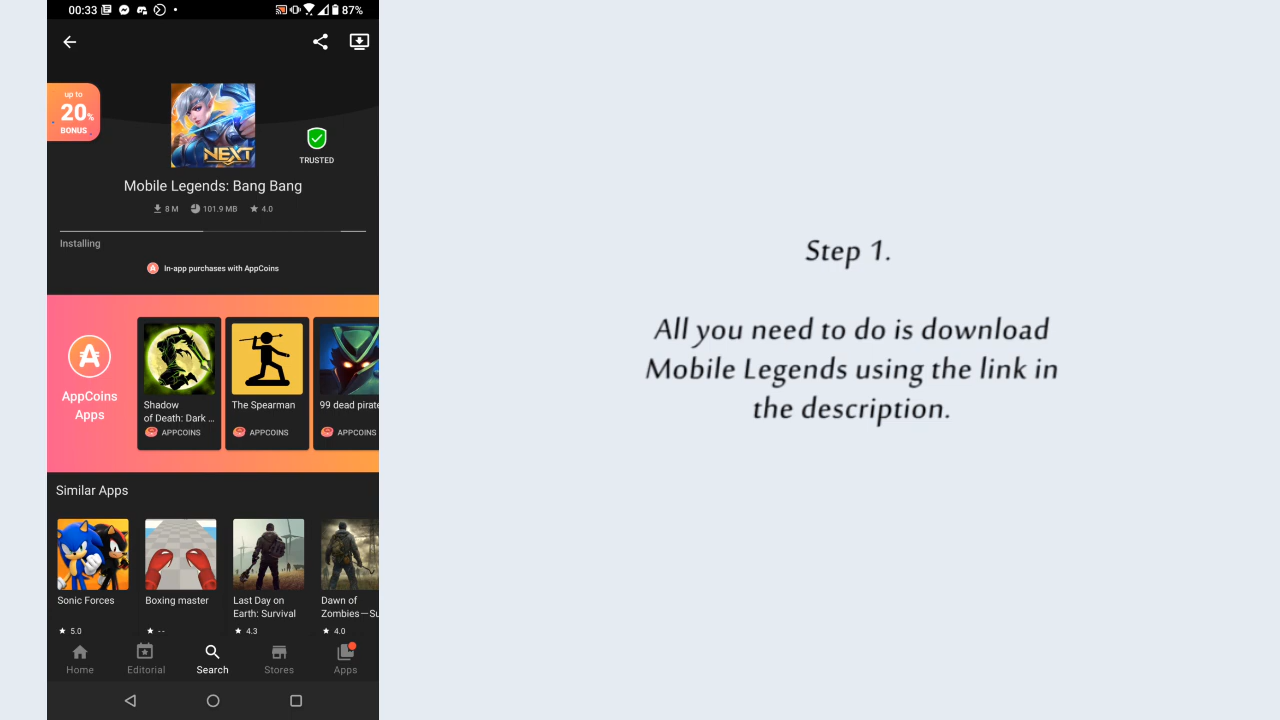 00:33
87%
up to
20%
BONUS
NEXT
TRUSTED
Mobile Legends: Bang Bang
8 M
101.9 MB
4.0
Installing
In-app purchases with AppCoins
AppCoins
Apps
Shadow
of Death: Dark ...
APPCOINS
The Spearman
APPCOINS
99 dead pirate
APPCOINS
Similar Apps
Sonic Forces
5.0
Boxing master
--
Last Day on
Earth: Survival
4.3
Dawn of
Zombies—Su
4.0
Home
Editorial
Search
Stores
Apps
Step 1.
All you need to do is download
Mobile Legends using the link in
the description.